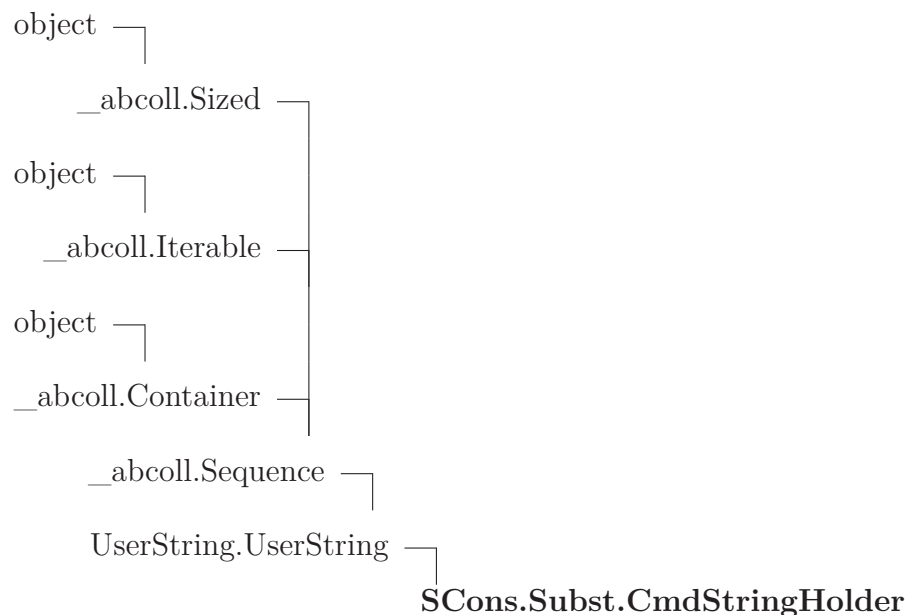 object
_abcoll.Sized
object
_abcoll.Iterable
object
_abcoll.Container
_abcoll.Sequence
UserString.UserString
SCons.Subst.CmdStringHolder